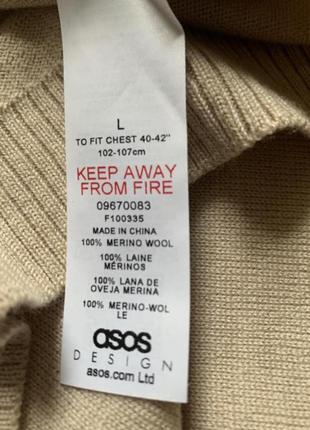 L
TO FIT CHEST 40-42"
102-107cm
KEEP AWAY
FROM FIRE
09670083
F100335
MADE IN CHINA
100% MERINO WOOL
100% LAINE
MÉRINOS
100% LANA DE
OVEJA MERINA
100% MERINO-WOL
LE
asos
DESIGN
asos.com Ltd